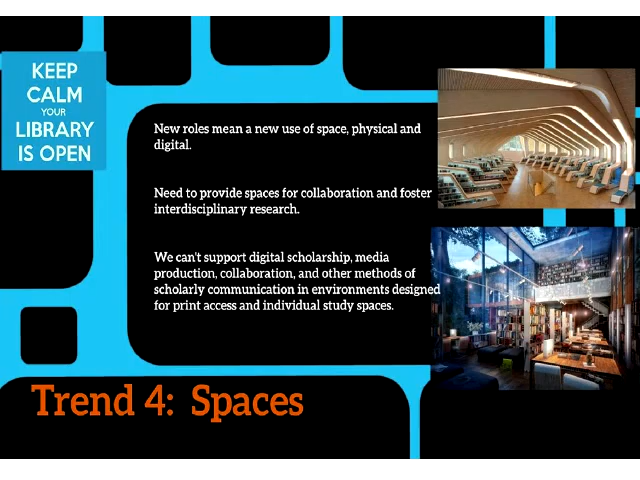 KEEP
CALM
YOUR
LIBRARY
IS OPEN
New roles mean a new use of space, physical and
digital.
Need to provide spaces for collaboration and foster
interdisciplinary research.
We can't support digital scholarship, media
production, collaboration, and other methods of
scholarly communication in environments designed
for print access and individual study spaces.
Trend 4: Spaces